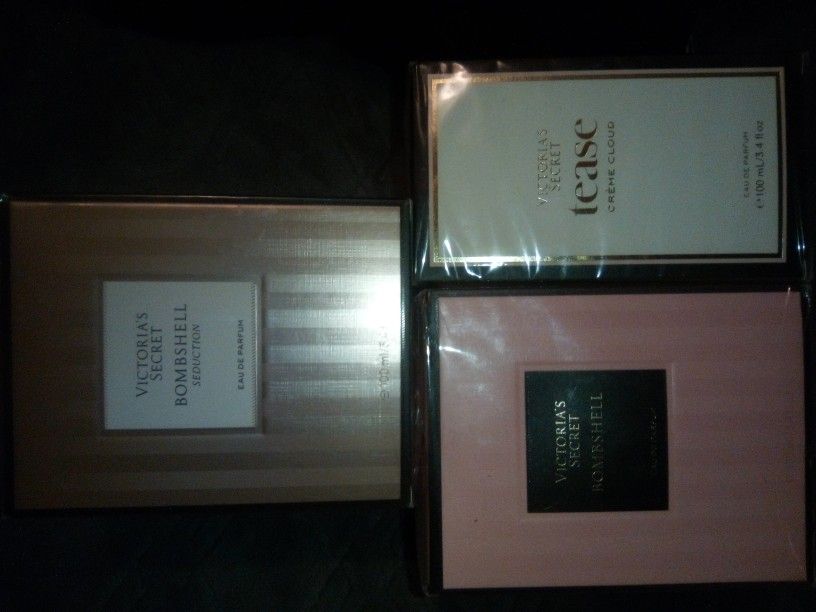 VICTORIA'S
SECRET
BOMBSHELL
SEDUCTION
EAU DE PARFUM
VICTORIA'S
SECRET
tease
CRÈME CLOUD
EAU DE PARFUM
e 100 mL/3.4 fl oz
VICTORIA'S
SECRET
BOMBSHELL